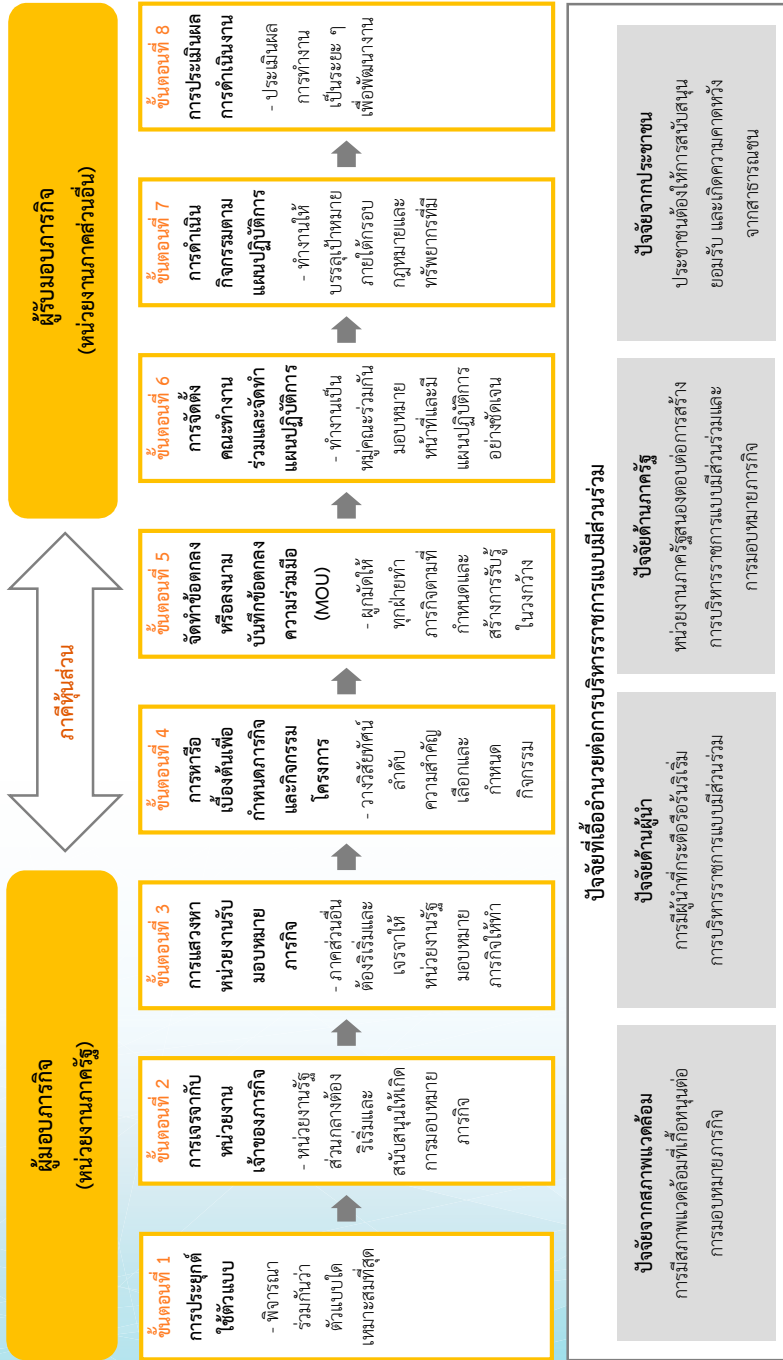 ผู้มอบภารกิจ
(หน่วยงานภาครัฐ)
ภาคีหุ้นส่วน
ผู้รับมอบภารกิจ
(หน่วยงานภาคส่วนอื่น)
ขั้นตอนที่ 1
การประยุกต์
ใช้ตัวแบบ
- พิจารณา
ร่วมกันว่า
ตัวแบบใด
เหมาะสมที่สุด
ขั้นตอนที่ 2
การเจรจากับ
หน่วยงาน
เจ้าของภารกิจ
- หน่วยงานรัฐ
ส่วนกลางต้อง
ริเริ่มและ
สนับสนุนให้เกิด
การมอบหมาย
ภารกิจ
ขั้นตอนที่ 3
การแสวงหา
หน่วยงานรับ
มอบหมาย
ภารกิจ
- ภาคส่วนอื่น
ต้องริเริ่มและ
เจรจาให้
หน่วยงานรัฐ
มอบหมาย
ภารกิจให้ทำ
ขั้นตอนที่ 4
การหารือ
เบื้องต้นเพื่อ
กำหนดภารกิจ
และกิจกรรม
โครงการ
- วางวิสัยทัศน์
ลำดับ
ความสำคัญ
เลือกและ
กำหนด
กิจกรรม
ขั้นตอนที่ 5
จัดทำข้อตกลง
หรือลงนาม
บันทึกข้อตกลง
ความร่วมมือ
(MOU)
- ผูกมัดให้
ทุกฝ่ายทำ
ภารกิจตามที่
กำหนดและ
สร้างการรับรู้
ในวงกว้าง
ขั้นตอนที่ 6
การจัดตั้ง
คณะทำงาน
ร่วมและจัดทำ
แผนปฏิบัติการ
- ทำงานเป็น
หมู่คณะร่วมกัน
มอบหมาย
หน้าที่และมี
แผนปฏิบัติการ
อย่างชัดเจน
ขั้นตอนที่ 7
การดำเนิน
กิจกรรมตาม
แผนปฏิบัติการ
- ทำงานให้
บรรลุเป้าหมาย
ภายใต้กรอบ
กฎหมายและ
ทรัพยากรที่มี
ขั้นตอนที่ 8
การประเมินผล
การดำเนินงาน
- ประเมินผล
การทำงาน
เป็นระยะ ๆ
เพื่อพัฒนางาน
ปัจจัยที่เอื้ออำนวยต่อการบริหารราชการแบบมีส่วนร่วม
ปัจจัยจากสภาพแวดล้อม
การมีสภาพแวดล้อมที่เกื้อหนุนต่อ
การมอบหมายภารกิจ
ปัจจัยด้านผู้นำ
การมีผู้นำที่กระตือรือร้นริเริ่ม
การบริหารราชการแบบมีส่วนร่วม
ปัจจัยด้านภาครัฐ
หน่วยงานภาครัฐสนองตอบต่อการสร้าง
การบริหารราชการแบบมีส่วนร่วมและ
การมอบหมายภารกิจ
ปัจจัยจากประชาชน
ประชาชนต้องให้การสนับสนุน
ยอมรับ และเกิดความคาดหวัง
จากสาธารณชน